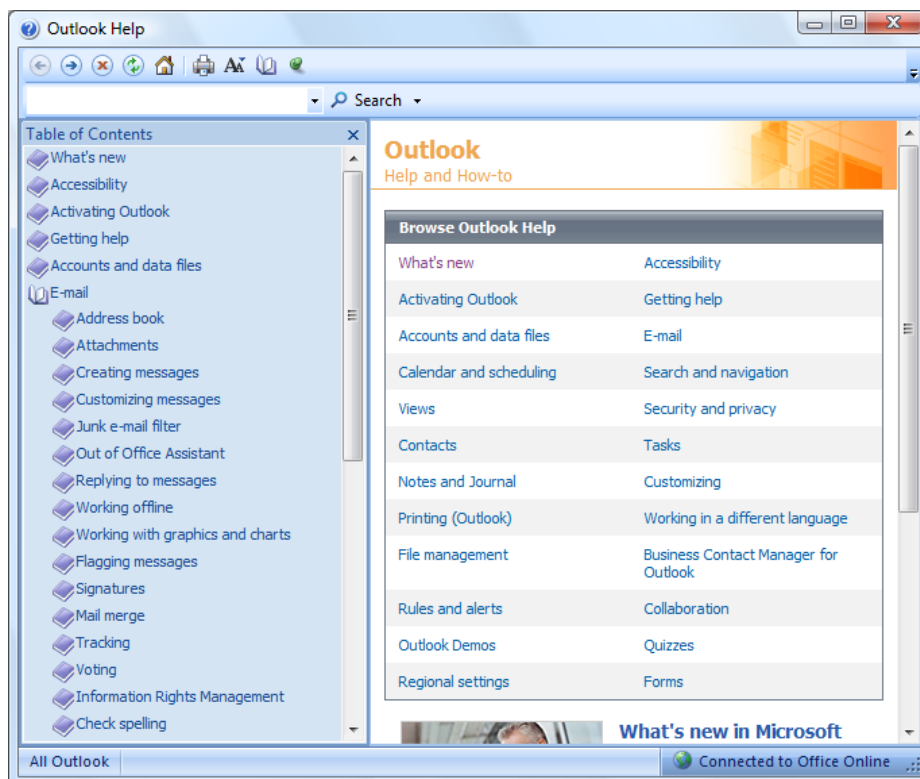 Outlook Help
Search
Table of Contents
What's new
Accessibility
Activating Outlook
Getting help
Accounts and data files
E-mail
Address book
Attachments
Creating messages
Customizing messages
Junk e-mail filter
Out of Office Assistant
Replying to messages
Working offline
Working with graphics and charts
Flagging messages
Signatures
Mail merge
Tracking
Voting
Information Rights Management
Check spelling
Outlook
Help and How-to
Browse Outlook Help
What's new Accessibility
Activating Outlook Getting help
Accounts and data files E-mail
Calendar and scheduling Search and navigation
Views Security and privacy
Contacts Tasks
Notes and Journal Customizing
Printing (Outlook) Working in a different language
File management Business Contact Manager for
Outlook
Rules and alerts Collaboration
Outlook Demos Quizzes
Regional settings Forms
What's new in Microsoft
All Outlook Connected to Office Online